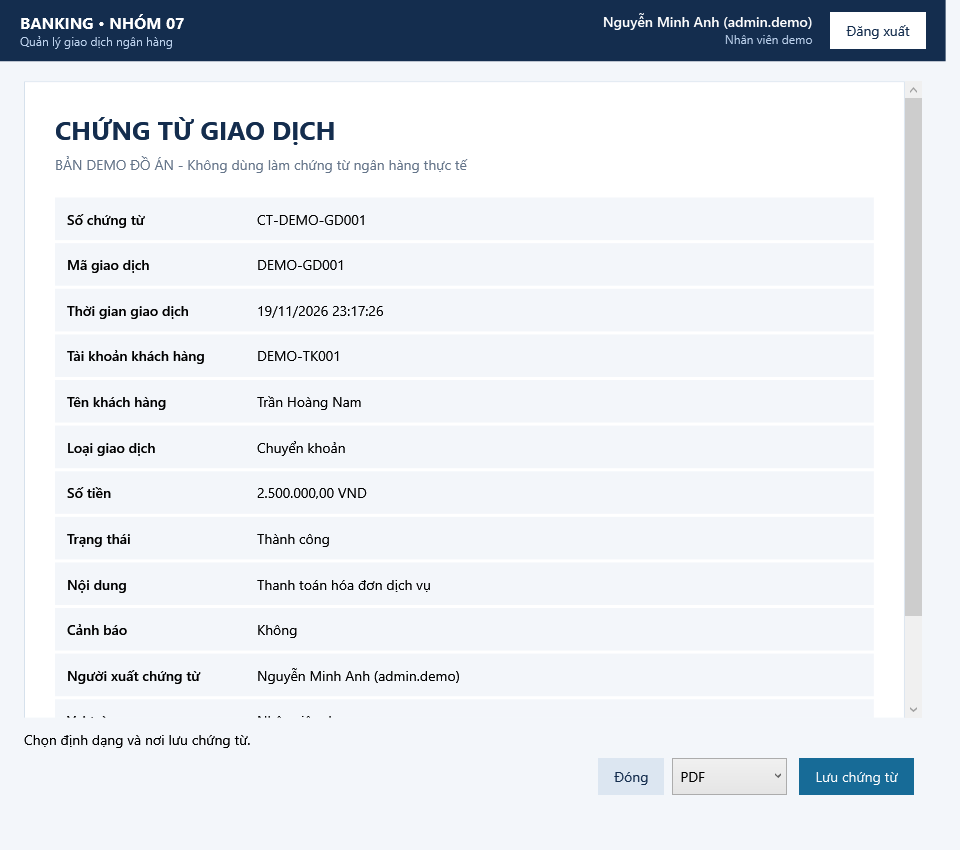 BANKING • NHÓM 07
Quản lý giao dịch ngân hàng
Nguyễn Minh Anh (admin.demo)
Nhân viên demo
Đăng xuất
CHỨNG TỪ GIAO DỊCH
BẢN DEMO ĐỒ ÁN - Không dùng làm chứng từ ngân hàng thực tế
Số chứng từ CT-DEMO-GD001
Mã giao dịch DEMO-GD001
Thời gian giao dịch 19/11/2026 23:17:26
Tài khoản khách hàng DEMO-TK001
Tên khách hàng Trần Hoàng Nam
Loại giao dịch Chuyển khoản
Số tiền 2.500.000,00 VND
Trạng thái Thành công
Nội dung Thanh toán hóa đơn dịch vụ
Cảnh báo Không
Người xuất chứng từ Nguyễn Minh Anh (admin.demo)
Chọn định dạng và nơi lưu chứng từ.
Đóng PDF Lưu chứng từ